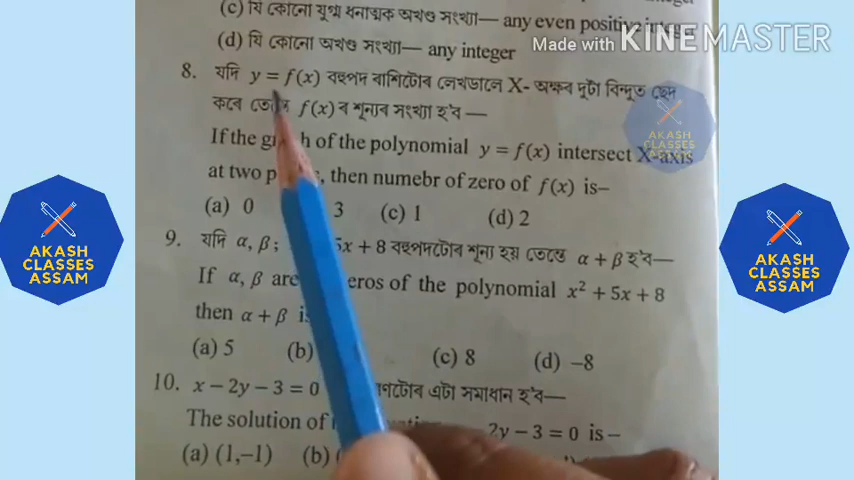 (c) যি কোনো যুগ্ম ধনাত্মক অখণ্ড সংখ্যা— any even positive
(d) যি কোনো অখণ্ড সংখ্যা— any integer
Made with KINEMASTER
8. যদি y = f(x) বহুপদ ৰাশিটোৰ লেখডালে X- অক্ষৰ দুটা বিন্দুত ছেদ
কৰে তেন্তে f(x) ৰ শূন্যৰ সংখ্যা হ'ব —
If the of the polynomial y = f(x) intersect X-axis
at two then numebr of zero of f(x) is–
(a) 0 3 (c) 1 (d) 2
9. যদি α, β; 5x + 8 বহুপদটোৰ শূন্য হয় তেন্তে α + β হ'ব—
If α, β are of the polynomial x² + 5x + 8
then α + β
(a) 5 (b) (c) 8 (d) −8
10. x − 2y − 3 = 0 এটা সমাধান হ'ব—
The solution of 2y − 3 = 0 is –
(a) (1,−1) (b)
AKASH
CLASSES
ASSAM
AKASH
CLASSES
ASSAM
AKASH
CLASSES
ASSAM